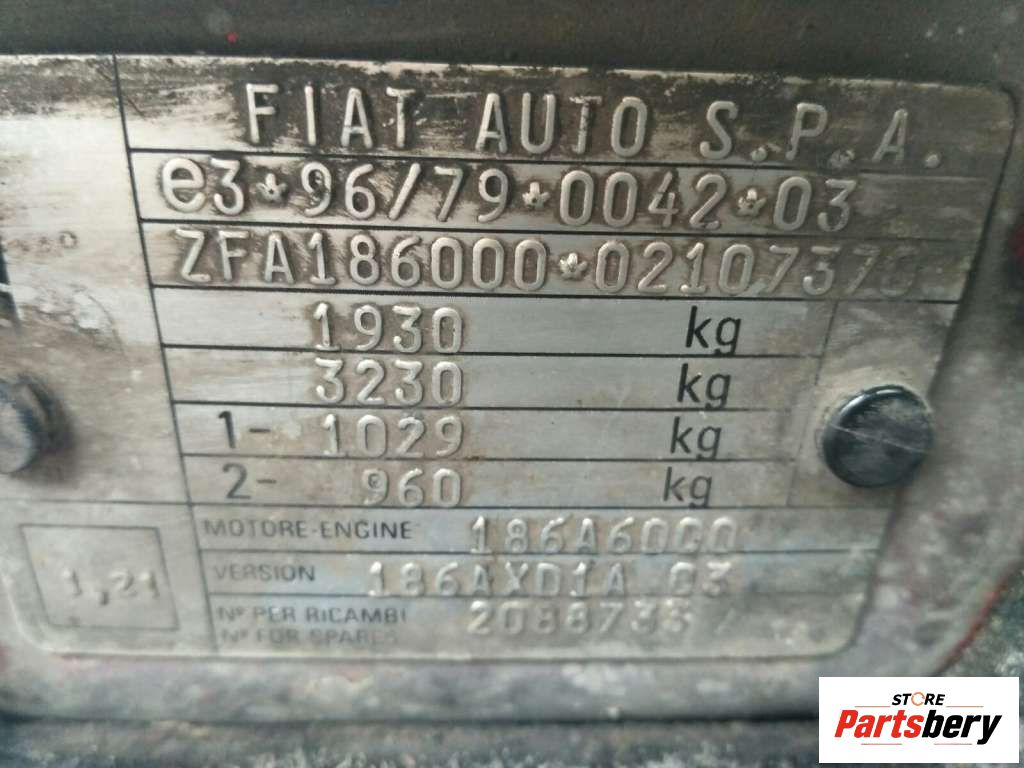 FIAT AUTO S.P.A.
e3*96/79*0042*03
ZFA186000*02107370
1930 kg
3230 kg
1- 1029 kg
2- 960 kg
MOTORE-ENGINE 186A6000
VERSION 186AXD1A 03
1,21
Nº PER RICAMBI
Nº FOR SPARES
STORE
Partsbery